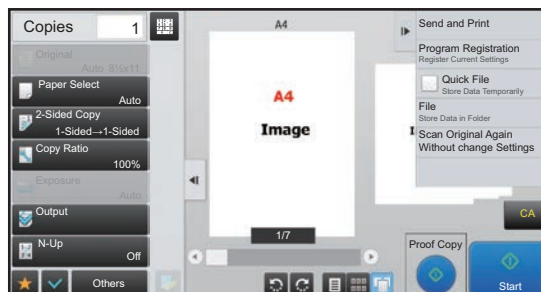 Copies 1
Original
Auto 8½x11
Paper Select
Auto
2-Sided Copy
1-Sided→1-Sided
Copy Ratio
100%
Exposure
Auto
Output
N-Up
Off
Others
A4
A4
Image
1/7
I
Send and Print
Program Registration
Register Current Settings
Quick File
Store Data Temporarily
File
Store Data in Folder
Scan Original Again
Without change Settings
CA
Proof Copy
Start